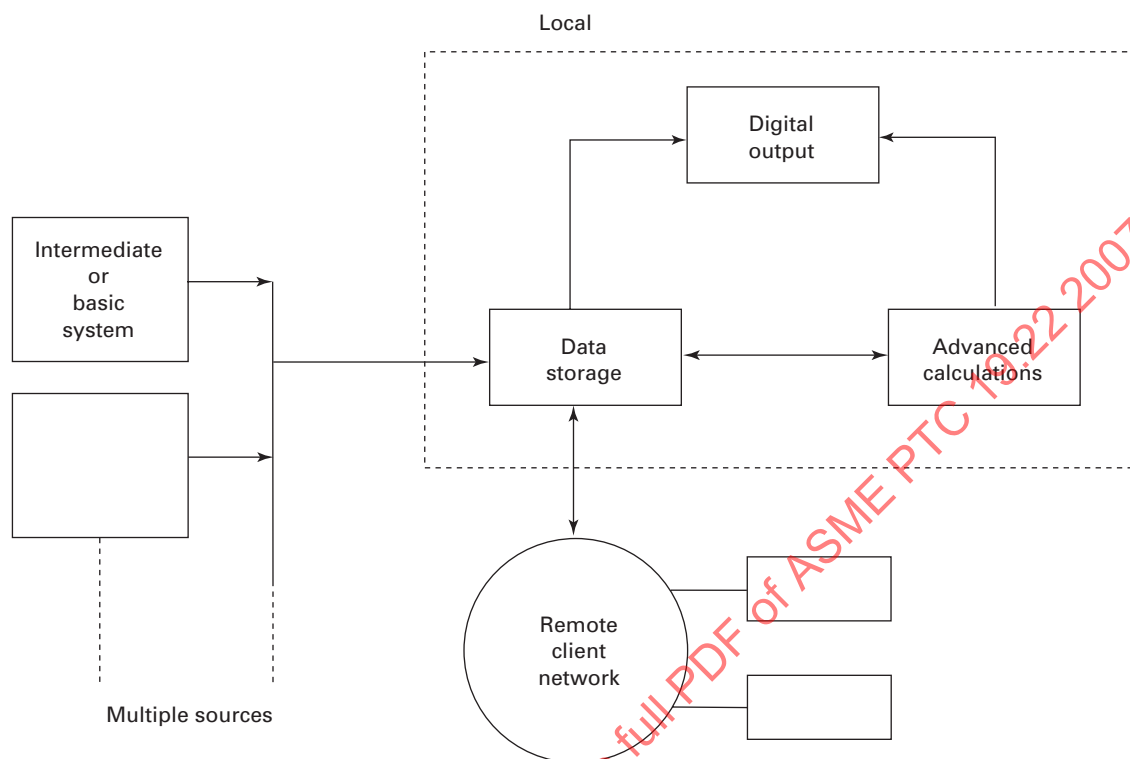 Local
Digital
output
Intermediate
or
basic
system
Data
storage
Advanced
calculations
Remote
client
network
Multiple sources
full PDF of ASME PTC 19.22 2007